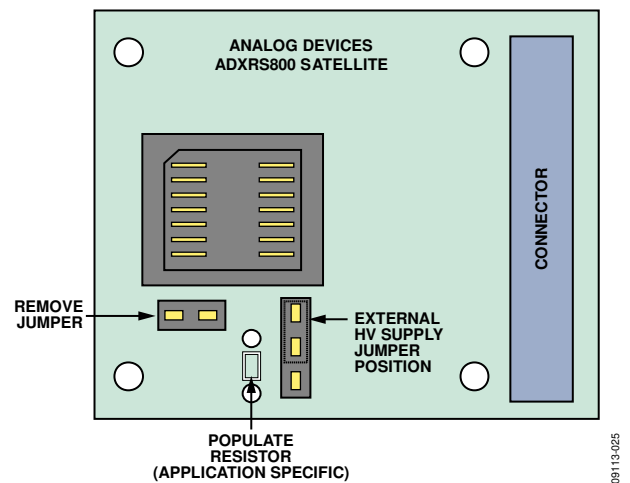 ANALOG DEVICES
ADXRS800 SATELLITE
CONNECTOR
REMOVE
JUMPER
EXTERNAL
HV SUPPLY
JUMPER
POSITION
POPULATE
RESISTOR
(APPLICATION SPECIFIC)
09113-025